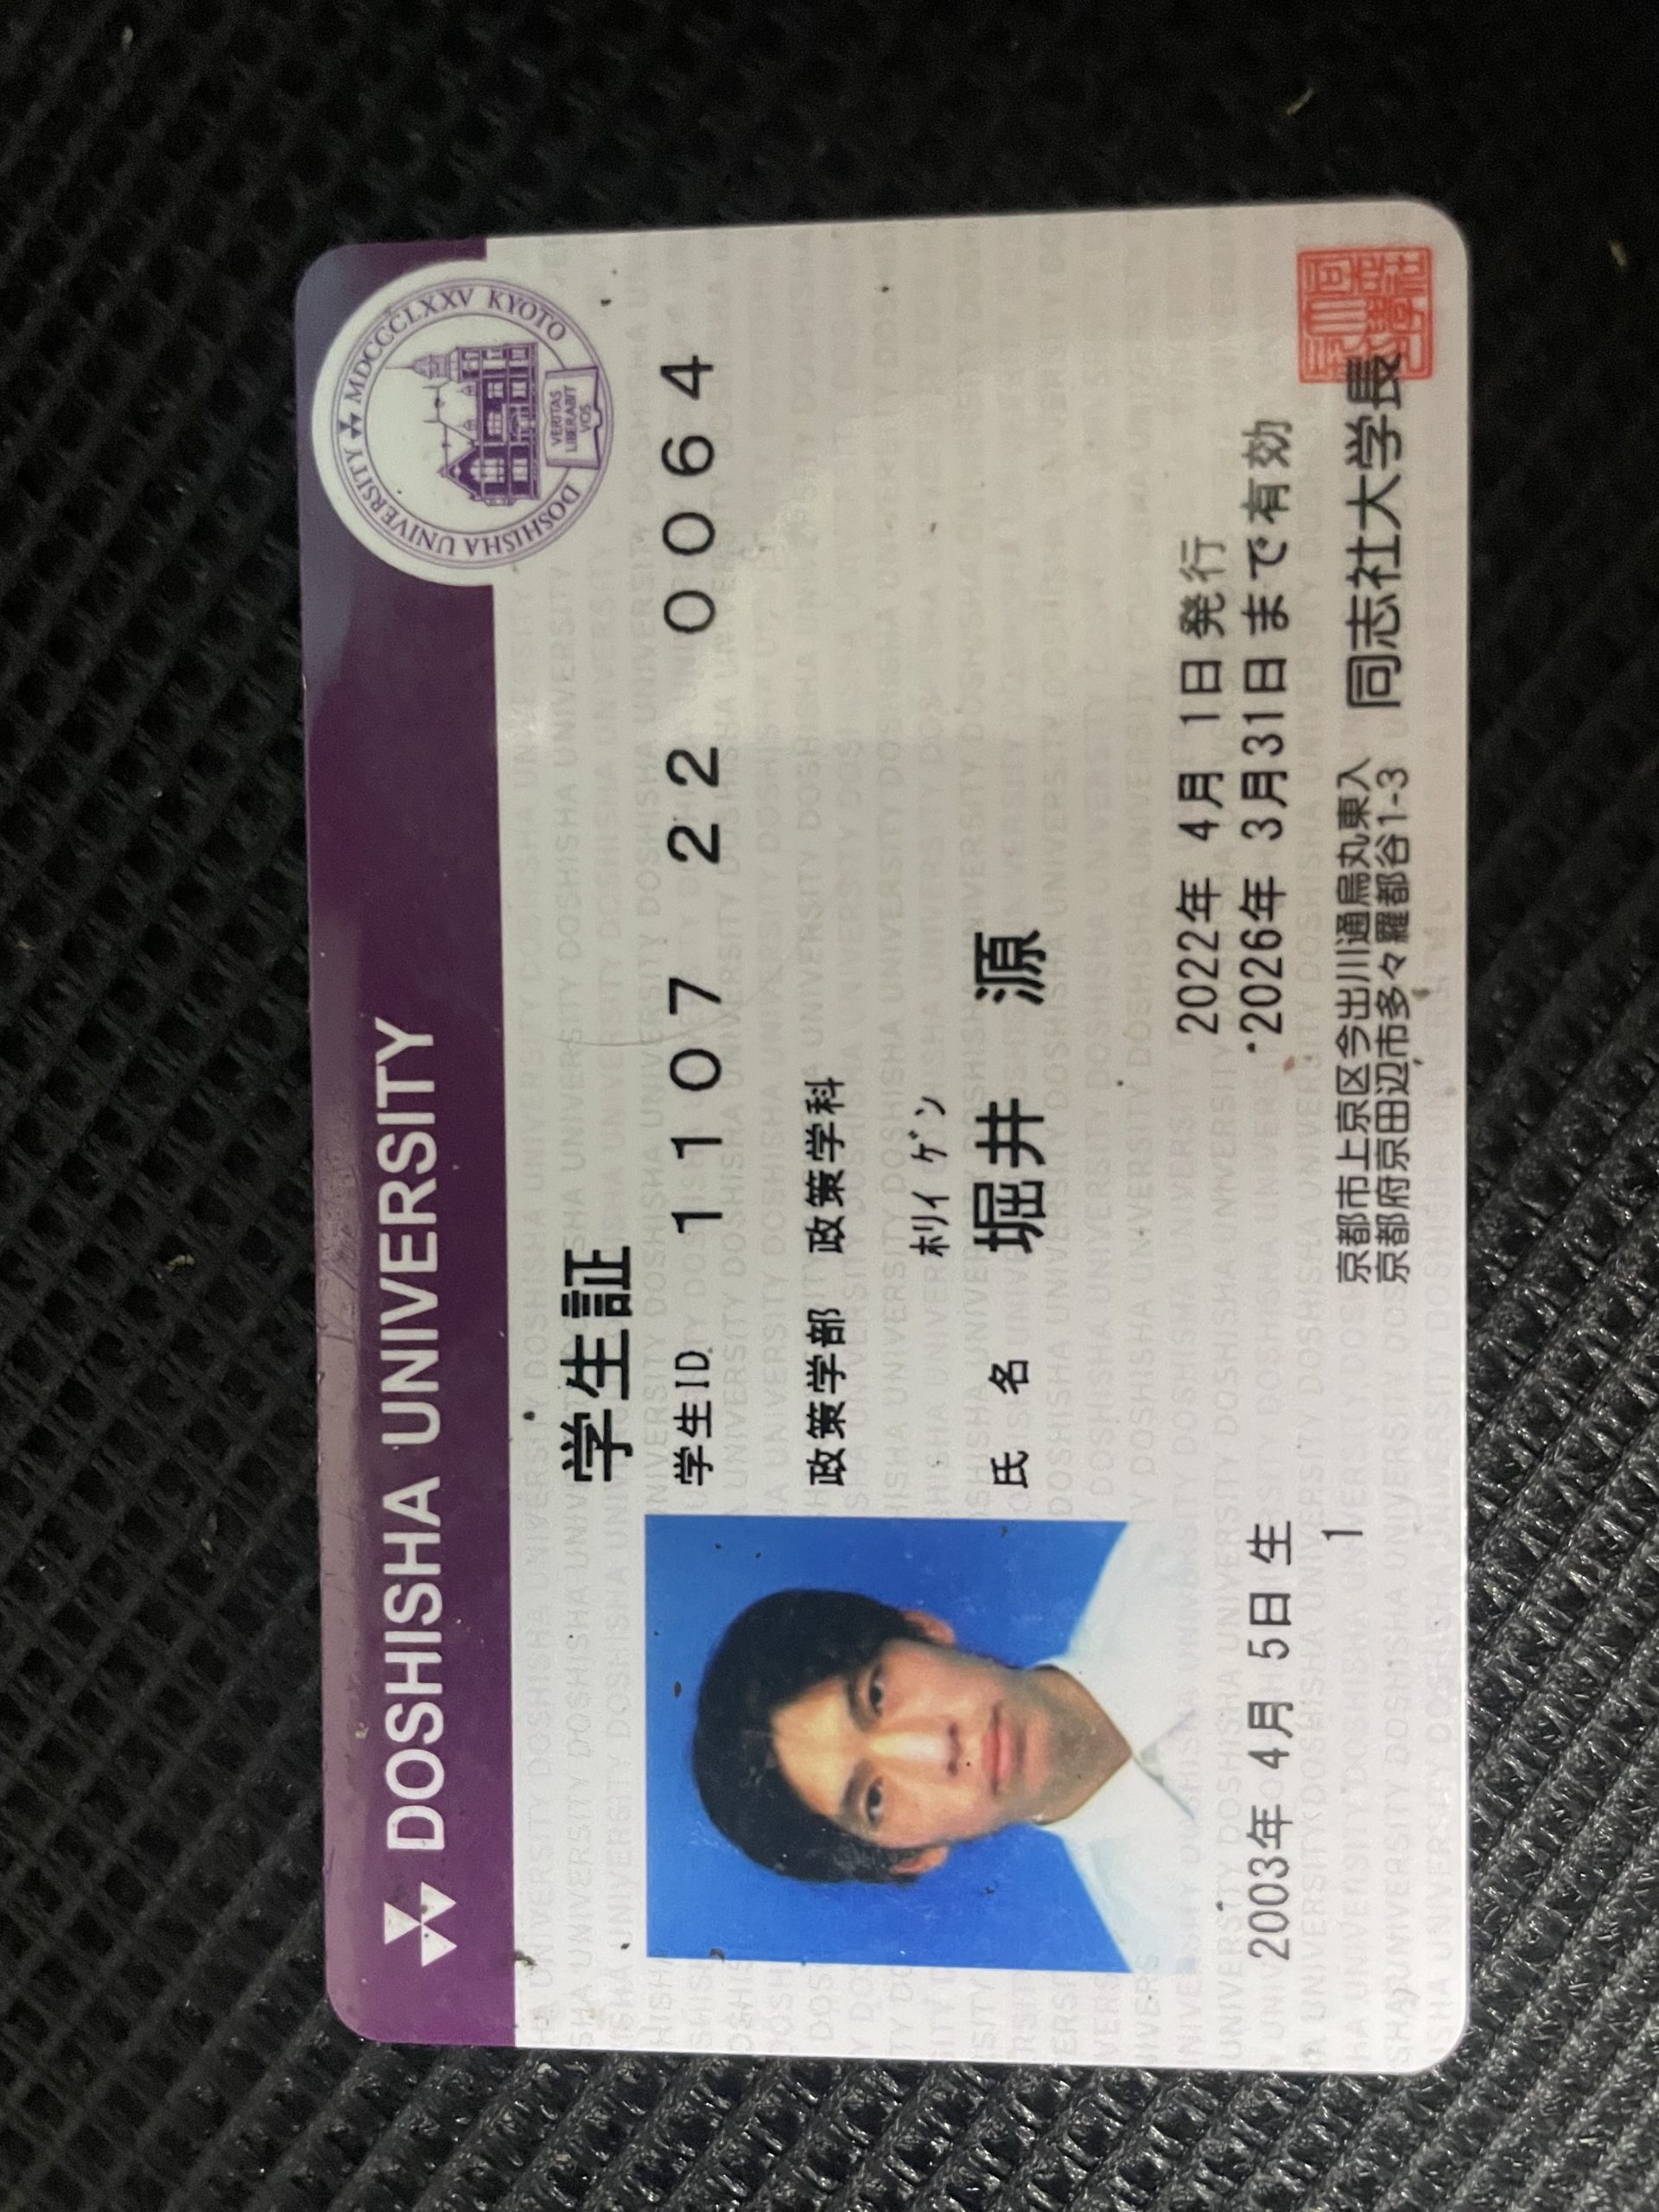 DOSHISHA UNIVERSITY
DOSHISHA UNIVERSITY MDCCCLXXV KYOTO
VERITAS
LIBERABIT
VOS
学生証
学生ID 1107 22 0064
政策学部 政策学科
ﾎﾘｲ ｹﾞﾝ
氏名 堀井 源
2003年 4月 5日 生
1
2022年 4月 1日 発行
2026年 3月31日 まで有効
京都市上京区今出川通烏丸東入
京都府京田辺市多々羅都谷1-3
同志社大学長